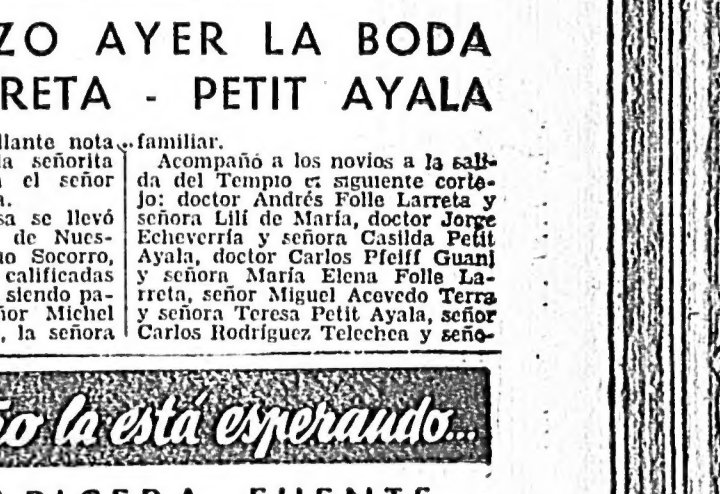 ZO AYER LA BODA
RRETA - PETIT AYALA
llante nota
la señorita
el señor
a.
sa se llevó
de Nues-
Socorro,
calificadas
siendo pa-
ñor Michel
, la señora
familiar.
Acompañó a los novios a la sali-
da del Templo el siguiente corte-
jo: doctor Andrés Folle Larreta y
señora Lilí de María, doctor Jorge
Echeverría y señora Casilda Petit
Ayala, doctor Carlos Pfeiff Guani
y señora María Elena Folle La-
rreta, señor Miguel Acevedo Terra
y señora Teresa Petit Ayala, señor
Carlos Rodríguez Telechea y seño-
la está esperando...